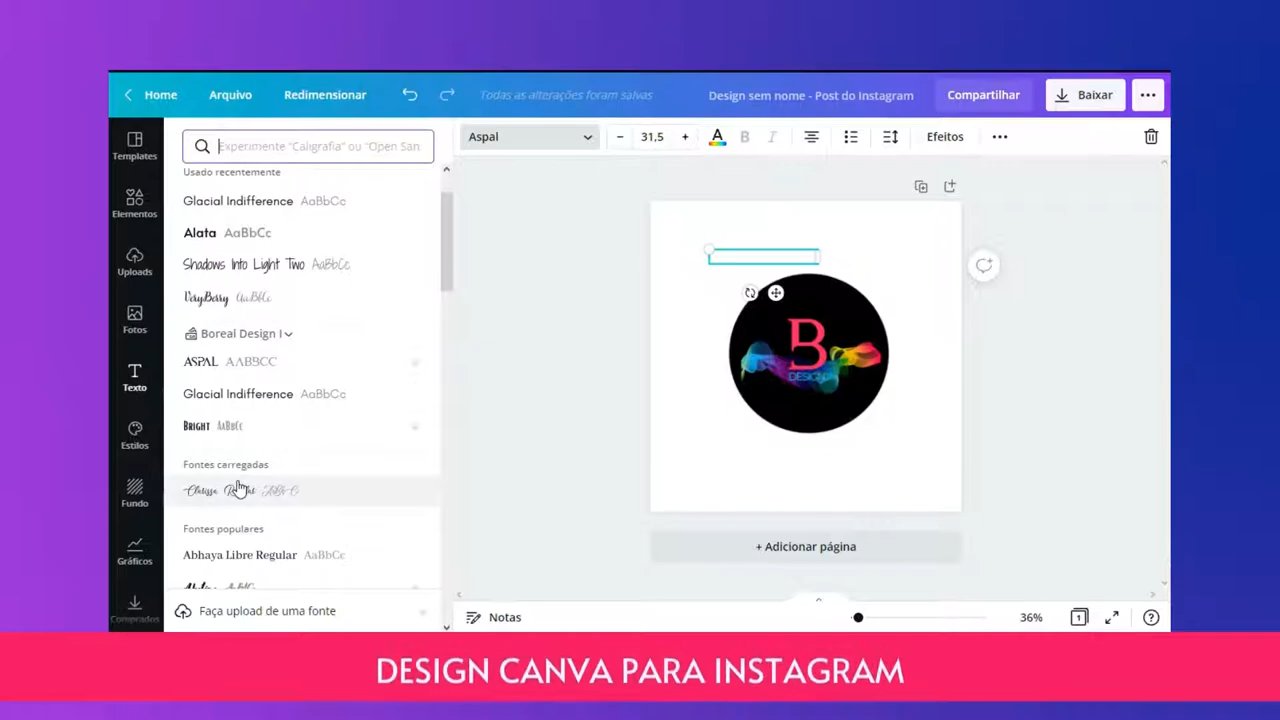 Home
Arquivo
Redimensionar
Todas as alterações foram salvas
Design sem nome - Post do Instagram
Compartilhar
Baixar
Templates
Elementos
Uploads
Fotos
Texto
Estilos
Fundo
Gráficos
Comprados
Experimente "Caligrafia" ou "Open San
Usado recentemente
Glacial Indifference AaBbCc
Alata AaBbCc
Shadows Into Light Two AaBbCc
VeryBerry AaBbCc
Boreal Design I
ASPAL AABBCC
Glacial Indifference AaBbCc
BRIGHT AABBCC
Fontes carregadas
Fontes populares
Abhaya Libre Regular AaBbCc
Faça upload de uma fonte
Aspal
– 31,5 +
A B I
Efeitos
B
DESIGN
+ Adicionar página
Notas
36%
1
?
DESIGN CANVA PARA INSTAGRAM